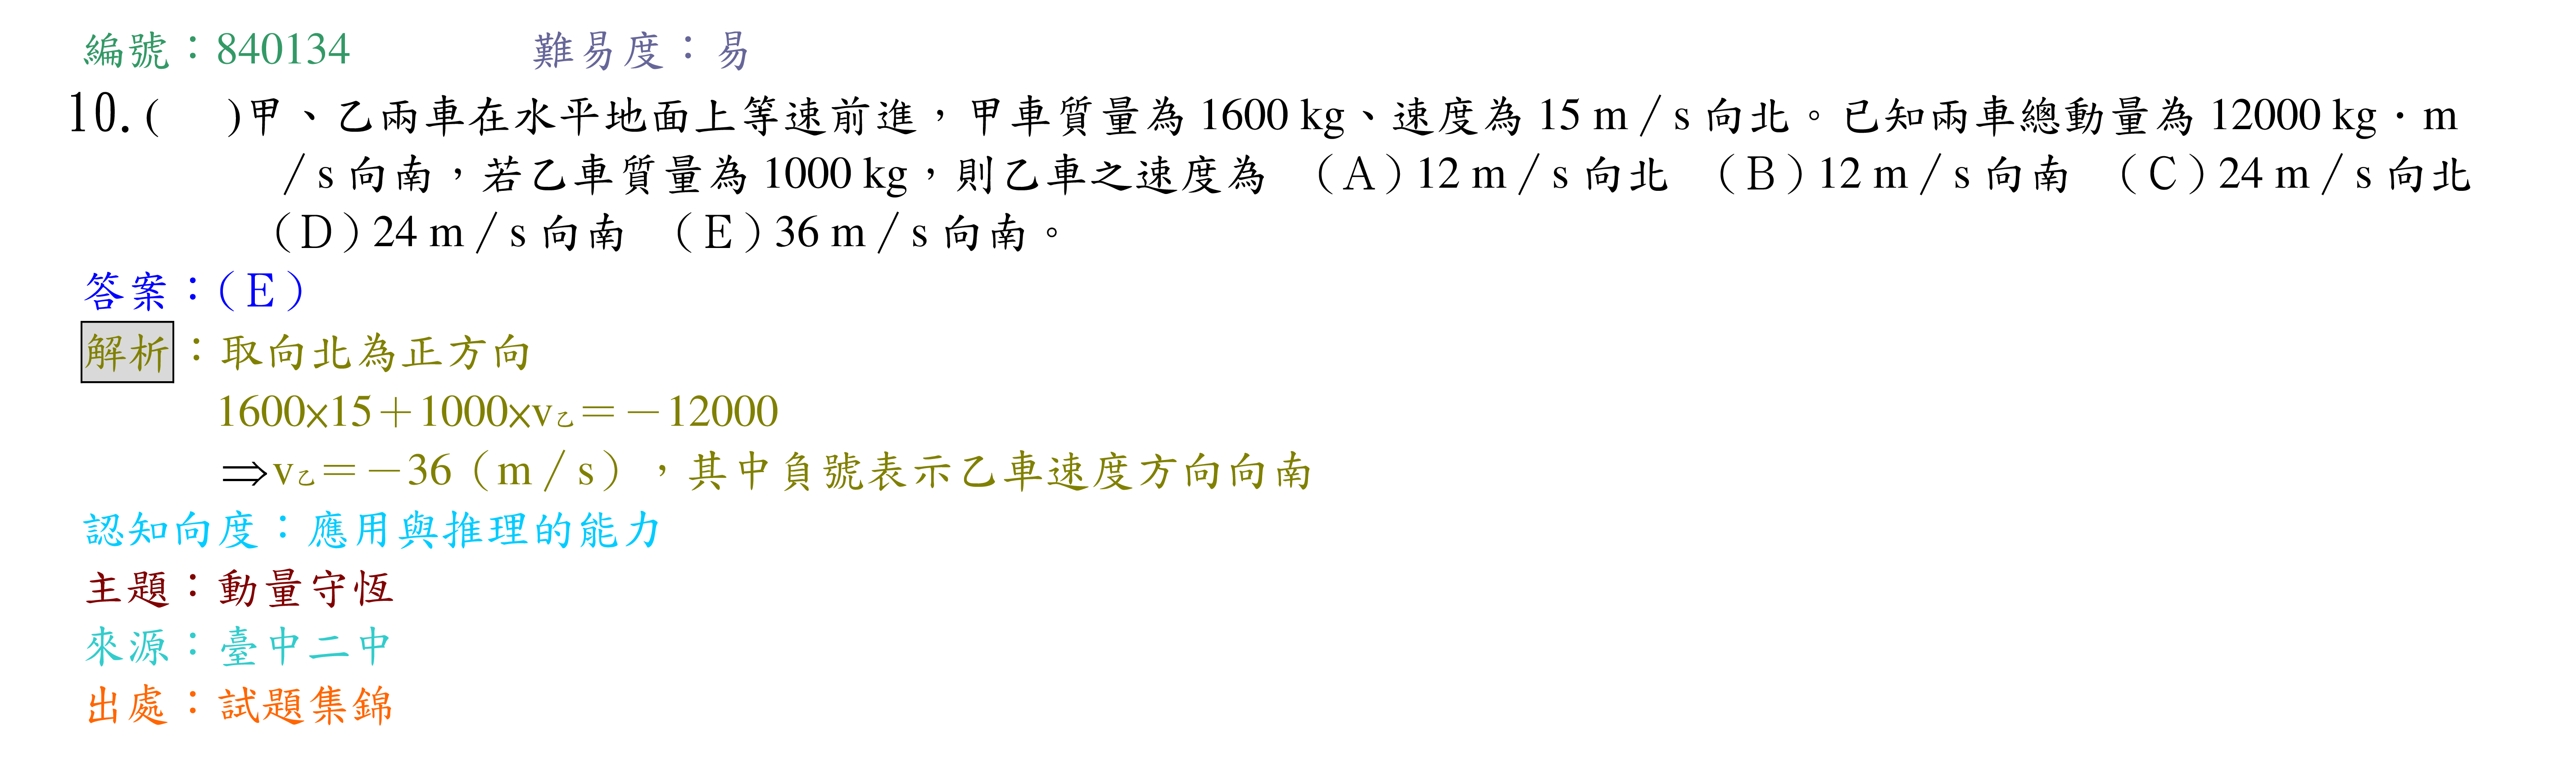 編號：840134 難易度：易
10.( )甲、乙兩車在水平地面上等速前進，甲車質量為 1600 kg、速度為 15 m／s 向北。已知兩車總動量為 12000 kg．m
／s 向南，若乙車質量為 1000 kg，則乙車之速度為 （A）12 m／s 向北 （B）12 m／s 向南 （C）24 m／s 向北
（D）24 m／s 向南 （E）36 m／s 向南。
答案：（E）
解析：取向北為正方向
1600×15＋1000×v乙＝－12000
⇒v乙＝－36（m／s），其中負號表示乙車速度方向向南
認知向度：應用與推理的能力
主題：動量守恆
來源：臺中二中
出處：試題集錦